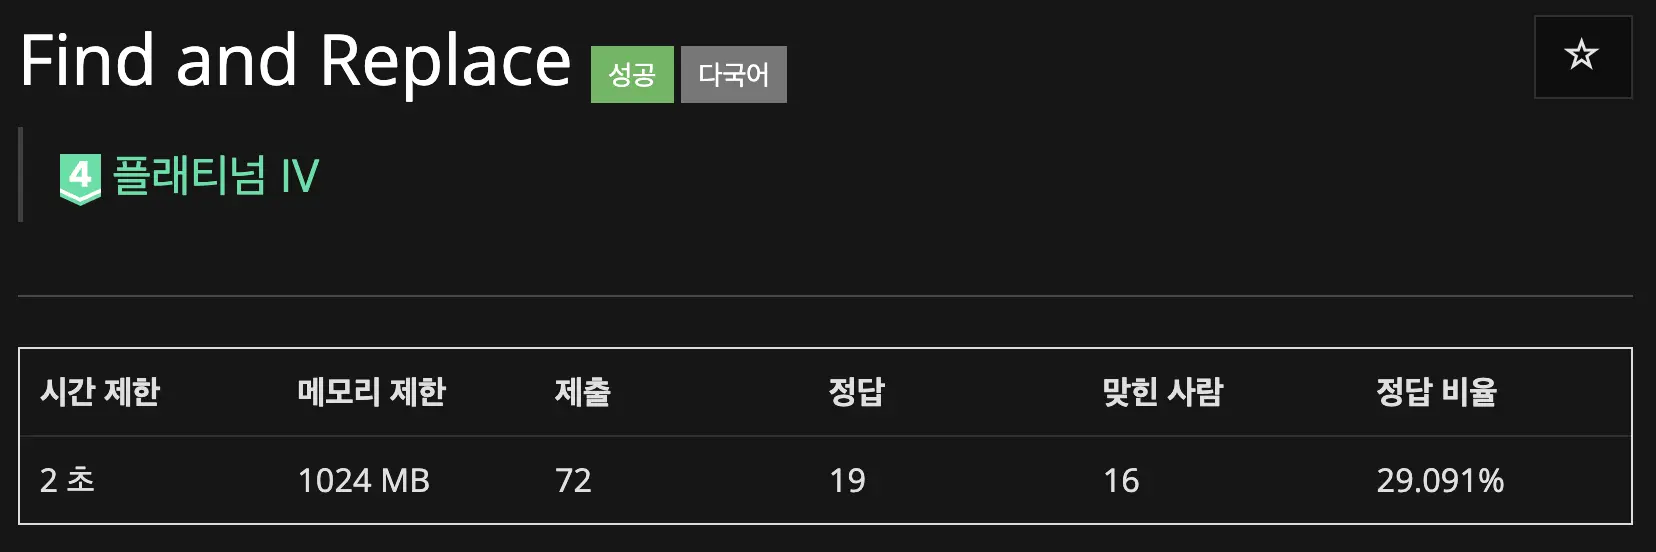 Find and Replace 성공 다국어
4 플래티넘 IV
시간 제한 메모리 제한 제출 정답 맞힌 사람 정답 비율
2 초 1024 MB 72 19 16 29.091%